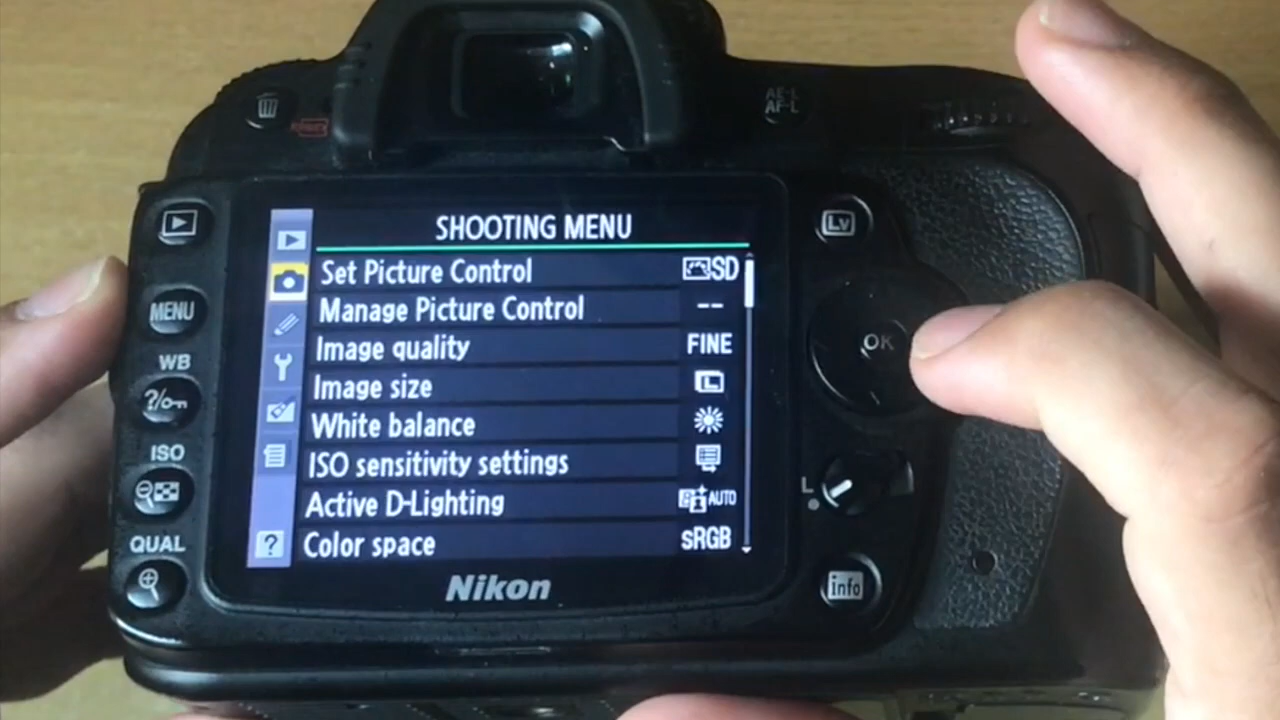 AE-L
AF-L
FORMAT
Lv
SHOOTING MENU
Set Picture Control SD
Manage Picture Control --
MENU
Image quality FINE
OK
WB
Image size L
?
White balance
ISO
ISO sensitivity settings
L
Active D-Lighting AUTO
QUAL
? Color space sRGB
Nikon
info